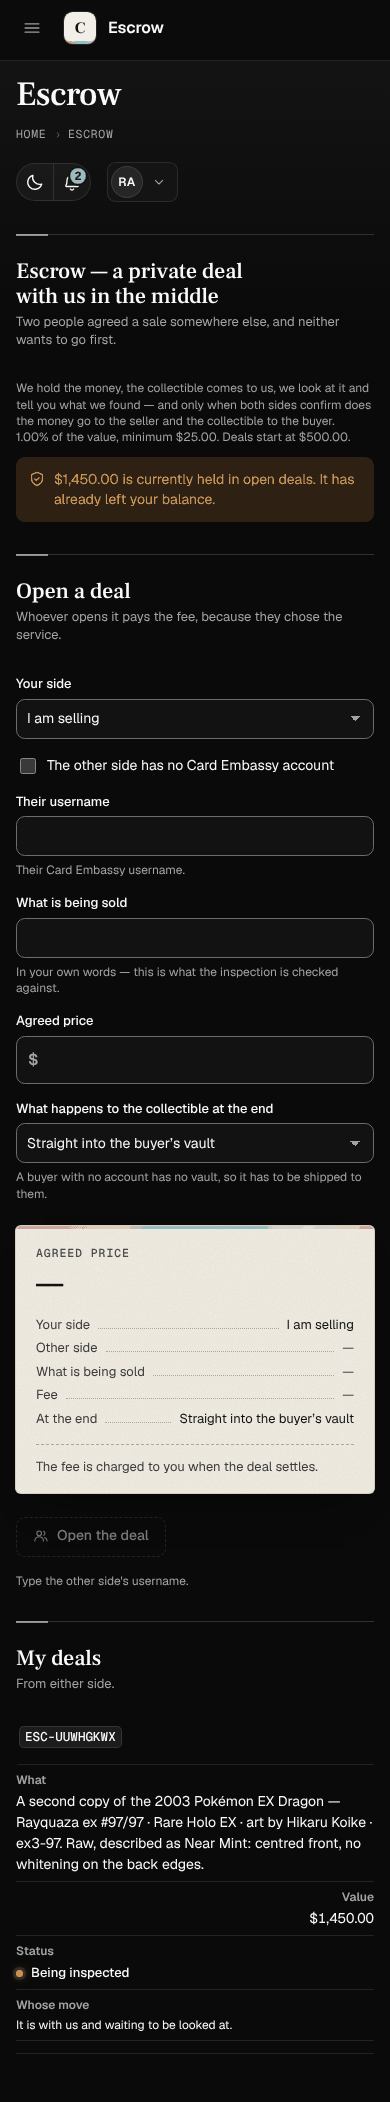 C
Escrow
Escrow
HOME › ESCROW
2
RA
Escrow — a private deal
with us in the middle
Two people agreed a sale somewhere else, and neither
wants to go first.
We hold the money, the collectible comes to us, we look at it and
tell you what we found — and only when both sides confirm does
the money go to the seller and the collectible to the buyer.
1.00% of the value, minimum $25.00. Deals start at $500.00.
$1,450.00 is currently held in open deals. It has
already left your balance.
Open a deal
Whoever opens it pays the fee, because they chose the
service.
Your side
I am selling
The other side has no Card Embassy account
Their username
Their Card Embassy username.
What is being sold
In your own words — this is what the inspection is checked
against.
Agreed price
$
What happens to the collectible at the end
Straight into the buyer's vault
A buyer with no account has no vault, so it has to be shipped to
them.
AGREED PRICE
—
Your side I am selling
Other side —
What is being sold —
Fee —
At the end Straight into the buyer's vault
The fee is charged to you when the deal settles.
Open the deal
Type the other side's username.
My deals
From either side.
ESC-UUWHGKWX
What
A second copy of the 2003 Pokémon EX Dragon —
Rayquaza ex #97/97 · Rare Holo EX · art by Hikaru Koike ·
ex3-97. Raw, described as Near Mint: centred front, no
whitening on the back edges.
Value
$1,450.00
Status
Being inspected
Whose move
It is with us and waiting to be looked at.